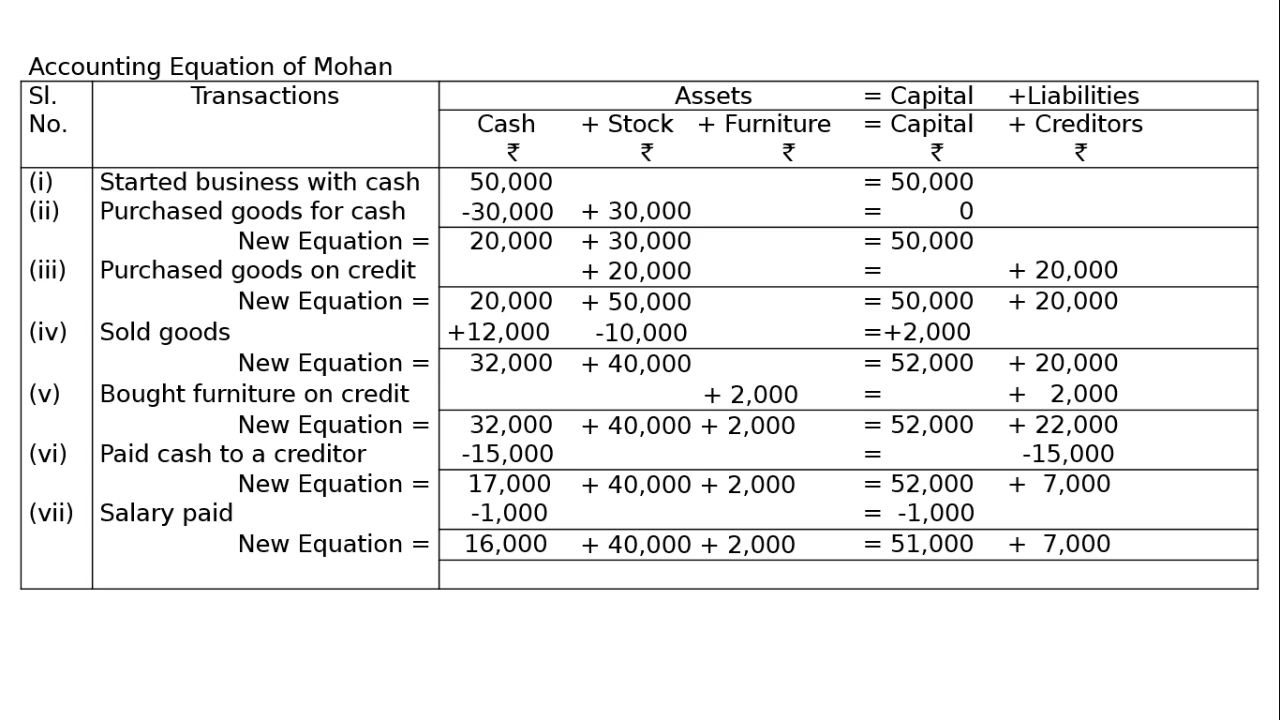 Accounting Equation of Mohan
Sl. Transactions Assets = Capital +Liabilities
No. Cash + Stock + Furniture = Capital + Creditors
₹ ₹ ₹ ₹ ₹
(i) Started business with cash 50,000 = 50,000
(ii) Purchased goods for cash -30,000 + 30,000 = 0
New Equation = 20,000 + 30,000 = 50,000
(iii) Purchased goods on credit + 20,000 = + 20,000
New Equation = 20,000 + 50,000 = 50,000 + 20,000
(iv) Sold goods +12,000 -10,000 =+2,000
New Equation = 32,000 + 40,000 = 52,000 + 20,000
(v) Bought furniture on credit + 2,000 = + 2,000
New Equation = 32,000 + 40,000 + 2,000 = 52,000 + 22,000
(vi) Paid cash to a creditor -15,000 = -15,000
New Equation = 17,000 + 40,000 + 2,000 = 52,000 + 7,000
(vii) Salary paid -1,000 = -1,000
New Equation = 16,000 + 40,000 + 2,000 = 51,000 + 7,000